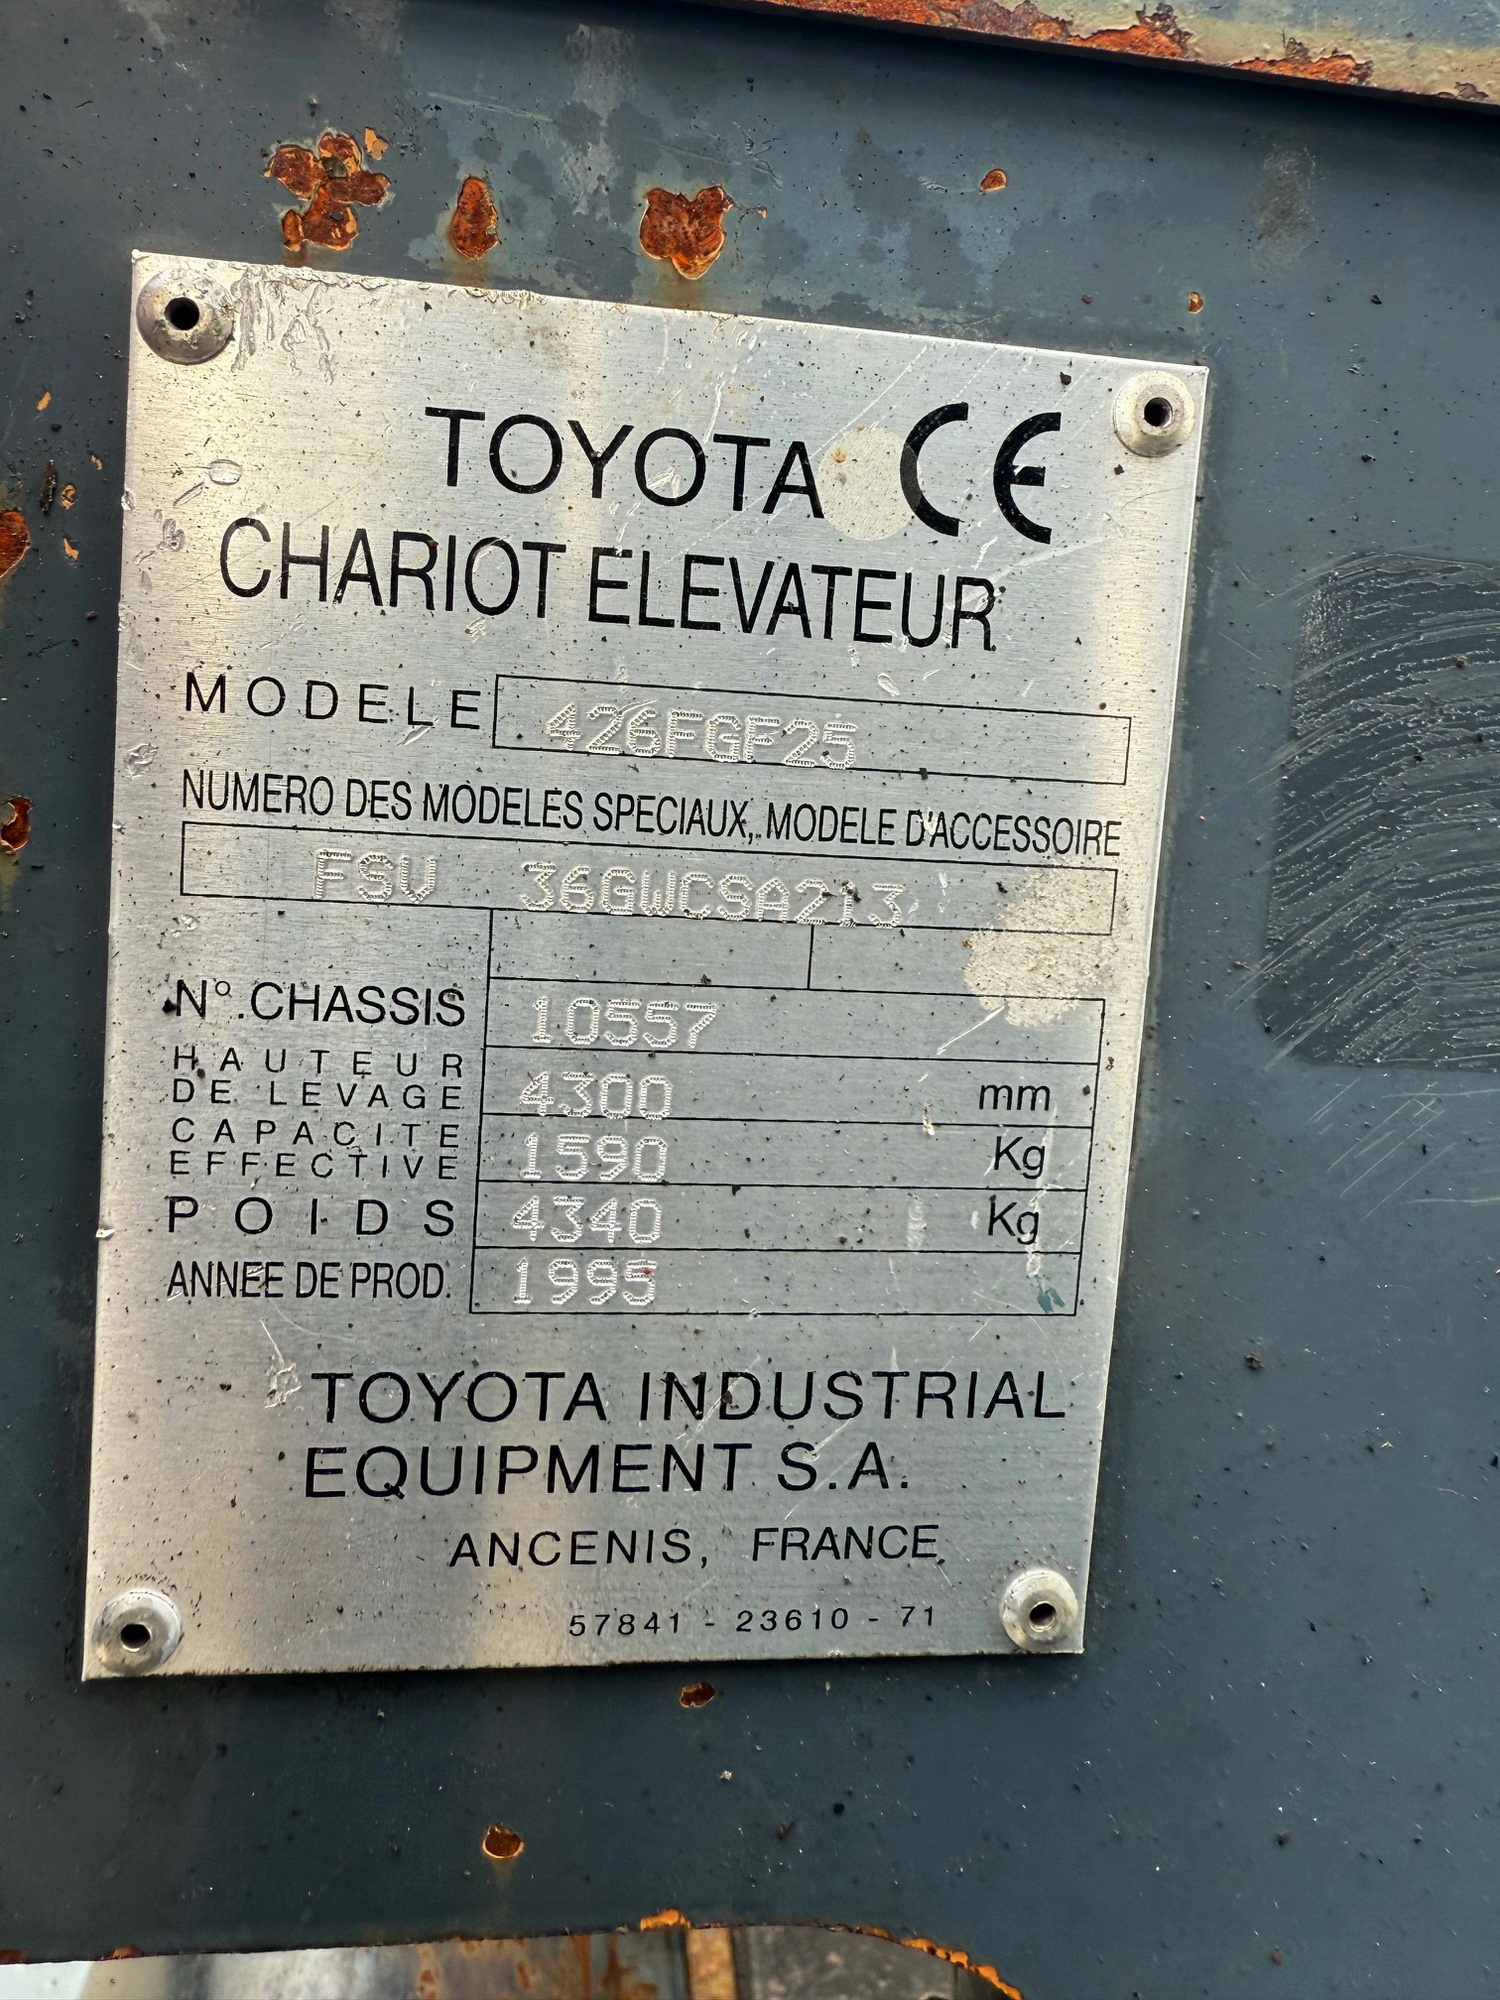 TOYOTA CE
CHARIOT ELEVATEUR
MODELE 426FGF25
NUMERO DES MODELES SPECIAUX, MODELE D'ACCESSOIRE
FSV 36GWCSA213
N°.CHASSIS 10557
HAUTEUR
DE LEVAGE 4300 mm
CAPACITE
EFFECTIVE 1590 Kg
POIDS 4340 Kg
ANNEE DE PROD. 1995
TOYOTA INDUSTRIAL
EQUIPMENT S.A.
ANCENIS, FRANCE
57841 - 23610 - 71